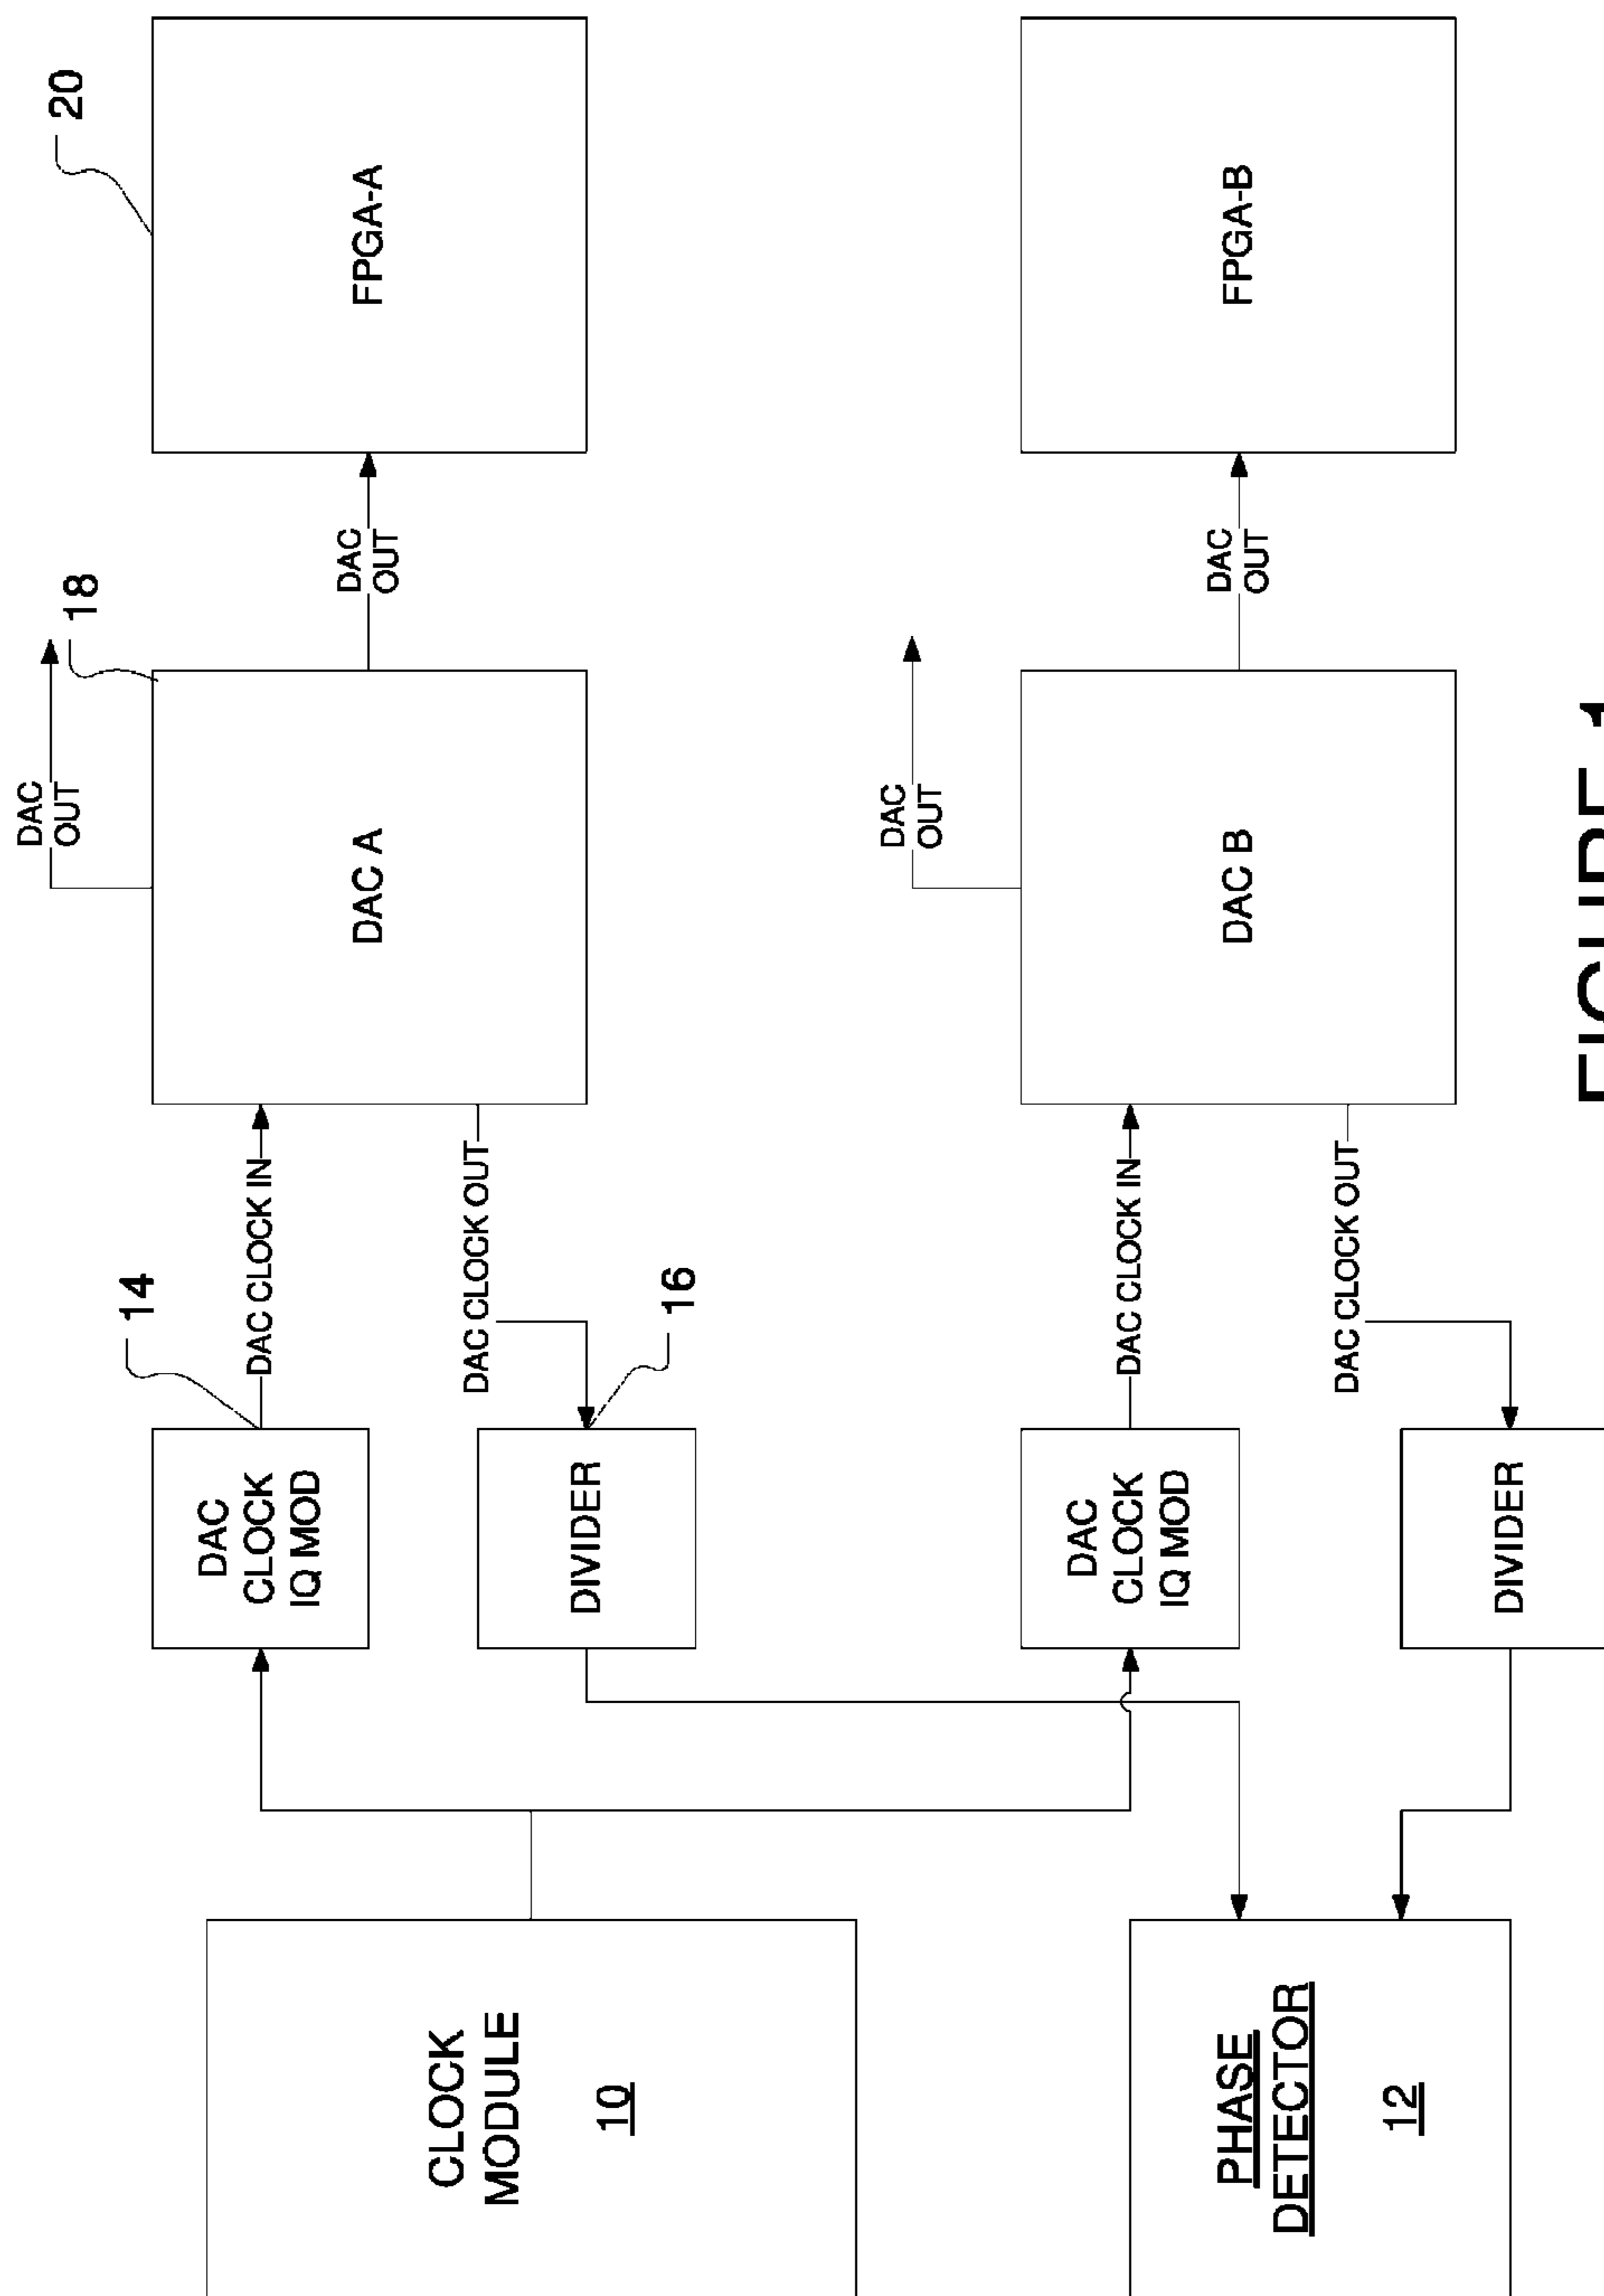 CLOCK
MODULE
10
DAC
CLOCK
IQ MOD
14
DAC CLOCK IN
DAC CLOCK OUT
DIVIDER
16
DAC
OUT
DAC A
18
DAC
OUT
FPGA-A
20
PHASE
DETECTOR
12
DAC
CLOCK
IQ MOD
DAC CLOCK IN
DAC CLOCK OUT
DIVIDER
DAC
OUT
DAC B
DAC
OUT
FPGA-B
FIGURE 1